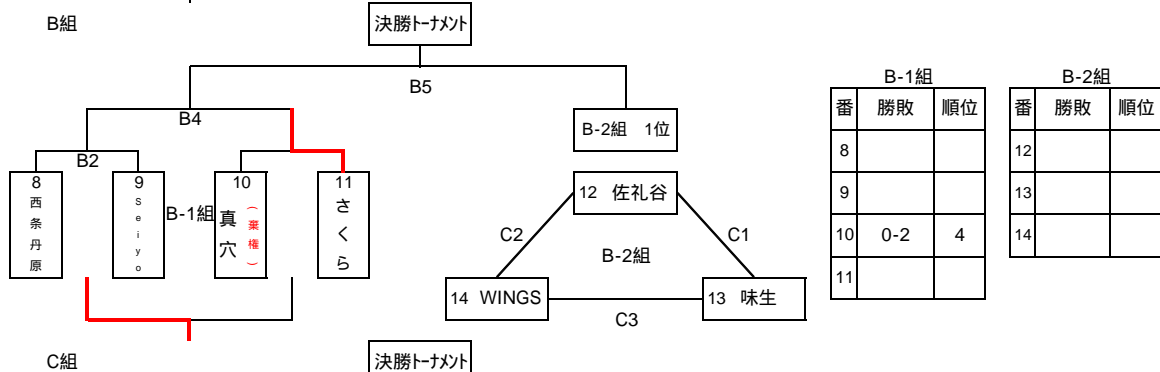 B組
決勝トーナメント
B5
B4
B-2組 1位
B2
8 西条丹原
9 Seiyo
B-1組
10 真穴 (棄権)
11 さくら
12 佐礼谷
C2
C1
B-2組
14 WINGS
13 味生
C3
B-1組
番 勝敗 順位
8
9
10 0-2 4
11
B-2組
番 勝敗 順位
12
13
14
C組
決勝トーナメント